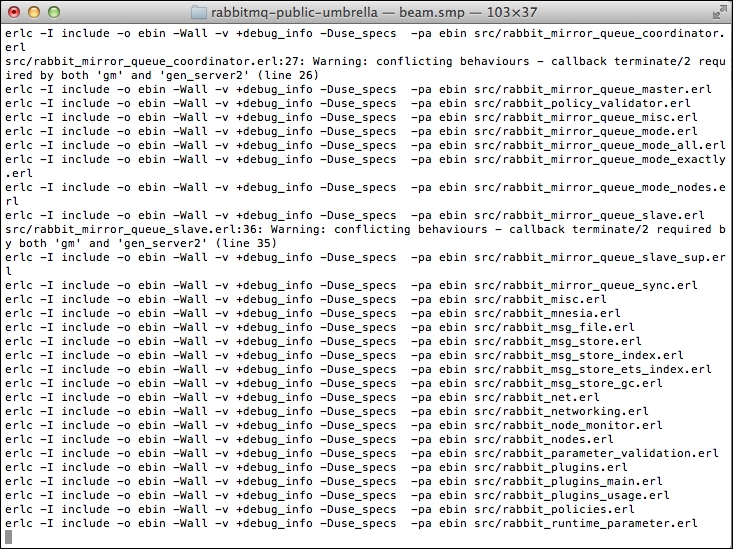 rabbitmq-public-umbrella — beam.smp — 103×37
erlc -I include -o ebin -Wall -v +debug_info -Duse_specs  -pa ebin src/rabbit_mirror_queue_coordinator.
erl
src/rabbit_mirror_queue_coordinator.erl:27: Warning: conflicting behaviours - callback terminate/2 requ
ired by both 'gm' and 'gen_server2' (line 26)
erlc -I include -o ebin -Wall -v +debug_info -Duse_specs  -pa ebin src/rabbit_mirror_queue_master.erl
erlc -I include -o ebin -Wall -v +debug_info -Duse_specs  -pa ebin src/rabbit_policy_validator.erl
erlc -I include -o ebin -Wall -v +debug_info -Duse_specs  -pa ebin src/rabbit_mirror_queue_misc.erl
erlc -I include -o ebin -Wall -v +debug_info -Duse_specs  -pa ebin src/rabbit_mirror_queue_mode.erl
erlc -I include -o ebin -Wall -v +debug_info -Duse_specs  -pa ebin src/rabbit_mirror_queue_mode_all.erl
erlc -I include -o ebin -Wall -v +debug_info -Duse_specs  -pa ebin src/rabbit_mirror_queue_mode_exactly
.erl
erlc -I include -o ebin -Wall -v +debug_info -Duse_specs  -pa ebin src/rabbit_mirror_queue_mode_nodes.e
rl
erlc -I include -o ebin -Wall -v +debug_info -Duse_specs  -pa ebin src/rabbit_mirror_queue_slave.erl
src/rabbit_mirror_queue_slave.erl:36: Warning: conflicting behaviours - callback terminate/2 required b
y both 'gm' and 'gen_server2' (line 35)
erlc -I include -o ebin -Wall -v +debug_info -Duse_specs  -pa ebin src/rabbit_mirror_queue_slave_sup.er
l
erlc -I include -o ebin -Wall -v +debug_info -Duse_specs  -pa ebin src/rabbit_mirror_queue_sync.erl
erlc -I include -o ebin -Wall -v +debug_info -Duse_specs  -pa ebin src/rabbit_misc.erl
erlc -I include -o ebin -Wall -v +debug_info -Duse_specs  -pa ebin src/rabbit_mnesia.erl
erlc -I include -o ebin -Wall -v +debug_info -Duse_specs  -pa ebin src/rabbit_msg_file.erl
erlc -I include -o ebin -Wall -v +debug_info -Duse_specs  -pa ebin src/rabbit_msg_store.erl
erlc -I include -o ebin -Wall -v +debug_info -Duse_specs  -pa ebin src/rabbit_msg_store_index.erl
erlc -I include -o ebin -Wall -v +debug_info -Duse_specs  -pa ebin src/rabbit_msg_store_ets_index.erl
erlc -I include -o ebin -Wall -v +debug_info -Duse_specs  -pa ebin src/rabbit_msg_store_gc.erl
erlc -I include -o ebin -Wall -v +debug_info -Duse_specs  -pa ebin src/rabbit_net.erl
erlc -I include -o ebin -Wall -v +debug_info -Duse_specs  -pa ebin src/rabbit_networking.erl
erlc -I include -o ebin -Wall -v +debug_info -Duse_specs  -pa ebin src/rabbit_node_monitor.erl
erlc -I include -o ebin -Wall -v +debug_info -Duse_specs  -pa ebin src/rabbit_nodes.erl
erlc -I include -o ebin -Wall -v +debug_info -Duse_specs  -pa ebin src/rabbit_parameter_validation.erl
erlc -I include -o ebin -Wall -v +debug_info -Duse_specs  -pa ebin src/rabbit_plugins.erl
erlc -I include -o ebin -Wall -v +debug_info -Duse_specs  -pa ebin src/rabbit_plugins_main.erl
erlc -I include -o ebin -Wall -v +debug_info -Duse_specs  -pa ebin src/rabbit_plugins_usage.erl
erlc -I include -o ebin -Wall -v +debug_info -Duse_specs  -pa ebin src/rabbit_policies.erl
erlc -I include -o ebin -Wall -v +debug_info -Duse_specs  -pa ebin src/rabbit_runtime_parameter.erl